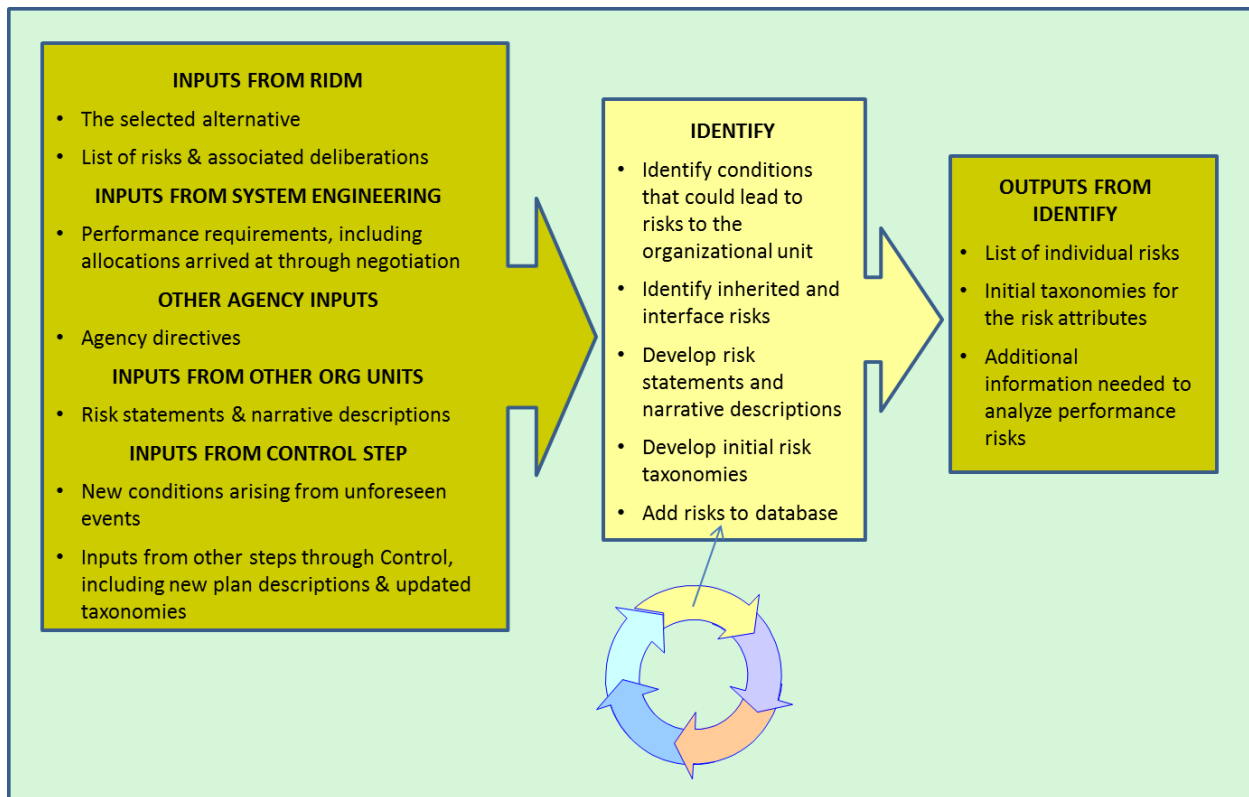 INPUTS FROM RIDM
• The selected alternative
• List of risks & associated deliberations
INPUTS FROM SYSTEM ENGINEERING
• Performance requirements, including
allocations arrived at through negotiation
OTHER AGENCY INPUTS
• Agency directives
INPUTS FROM OTHER ORG UNITS
• Risk statements & narrative descriptions
INPUTS FROM CONTROL STEP
• New conditions arising from unforeseen
events
• Inputs from other steps through Control,
including new plan descriptions & updated
taxonomies
IDENTIFY
• Identify conditions
that could lead to
risks to the
organizational unit
• Identify inherited and
interface risks
• Develop risk
statements and
narrative descriptions
• Develop initial risk
taxonomies
• Add risks to database
OUTPUTS FROM
IDENTIFY
• List of individual risks
• Initial taxonomies for
the risk attributes
• Additional
information needed to
analyze performance
risks